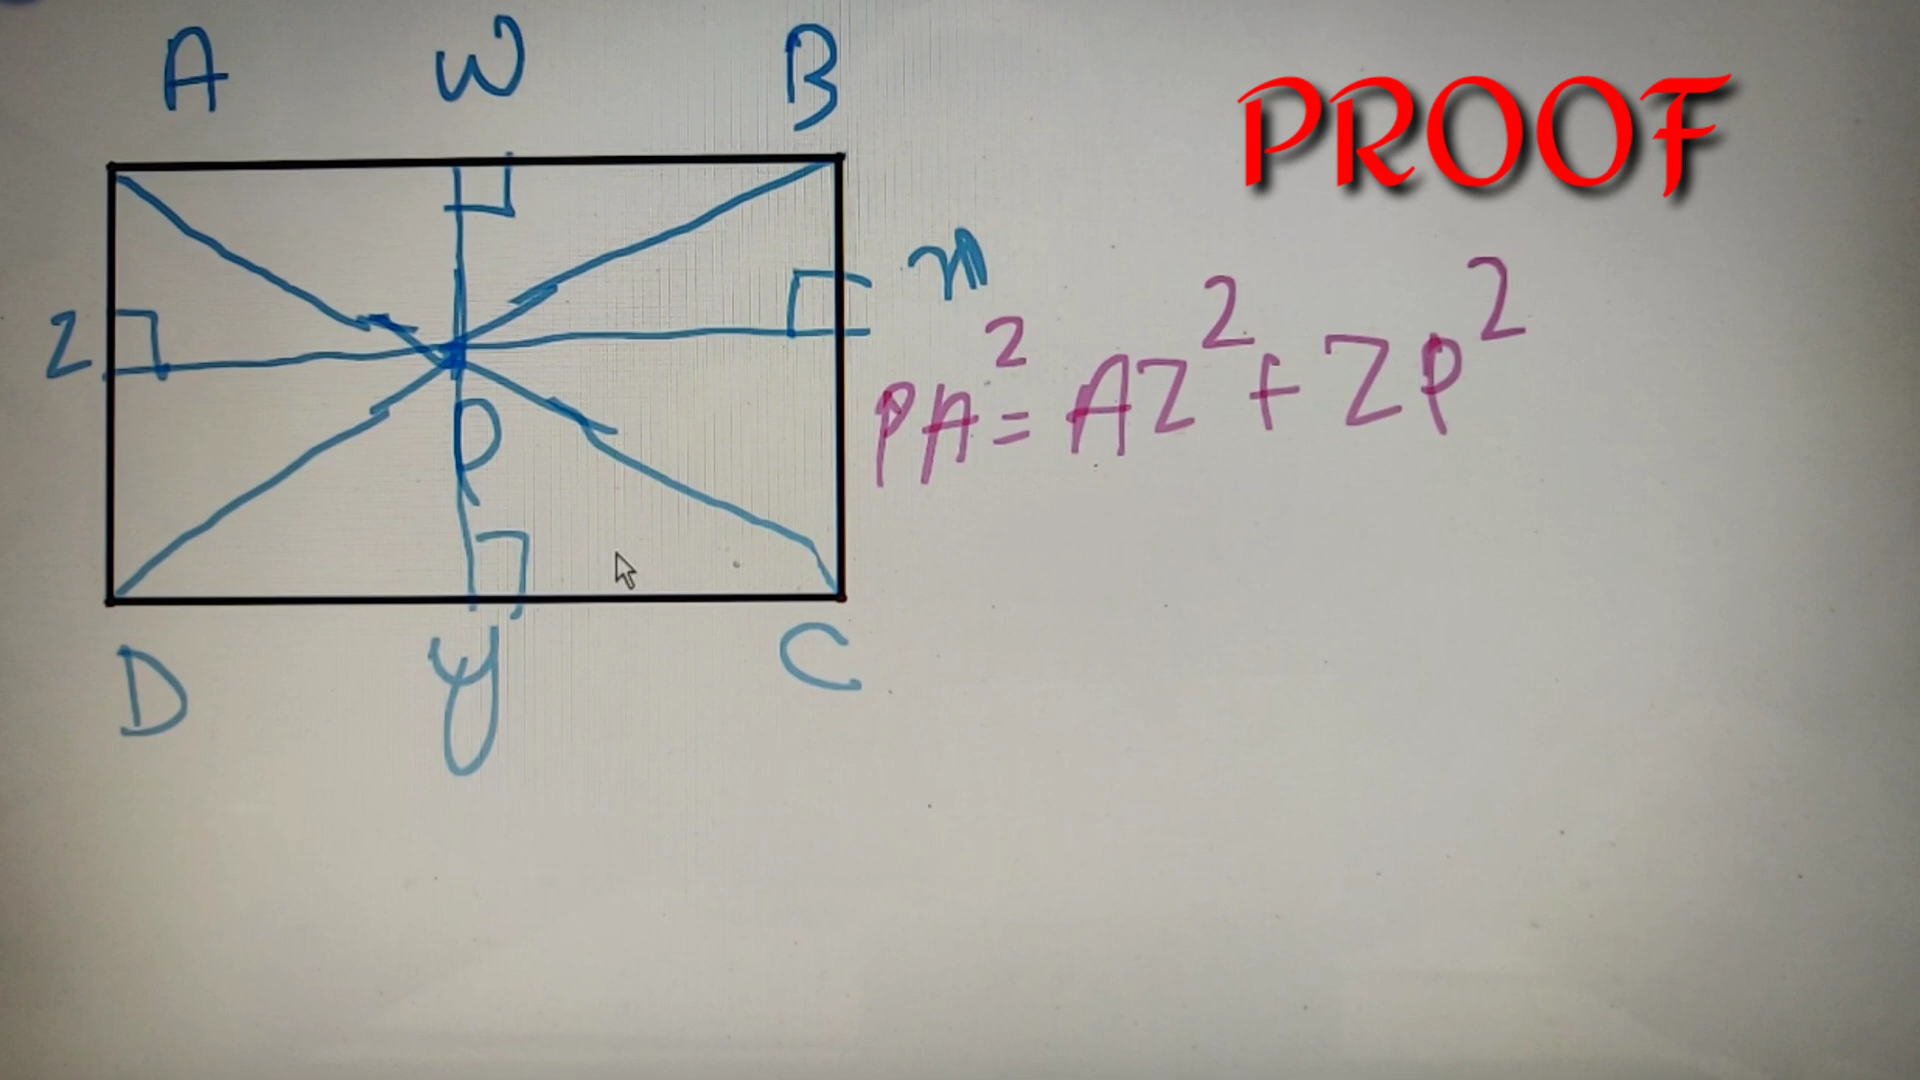 A W B
PROOF
Z
P
PA² = AZ² + ZP²
D Y C